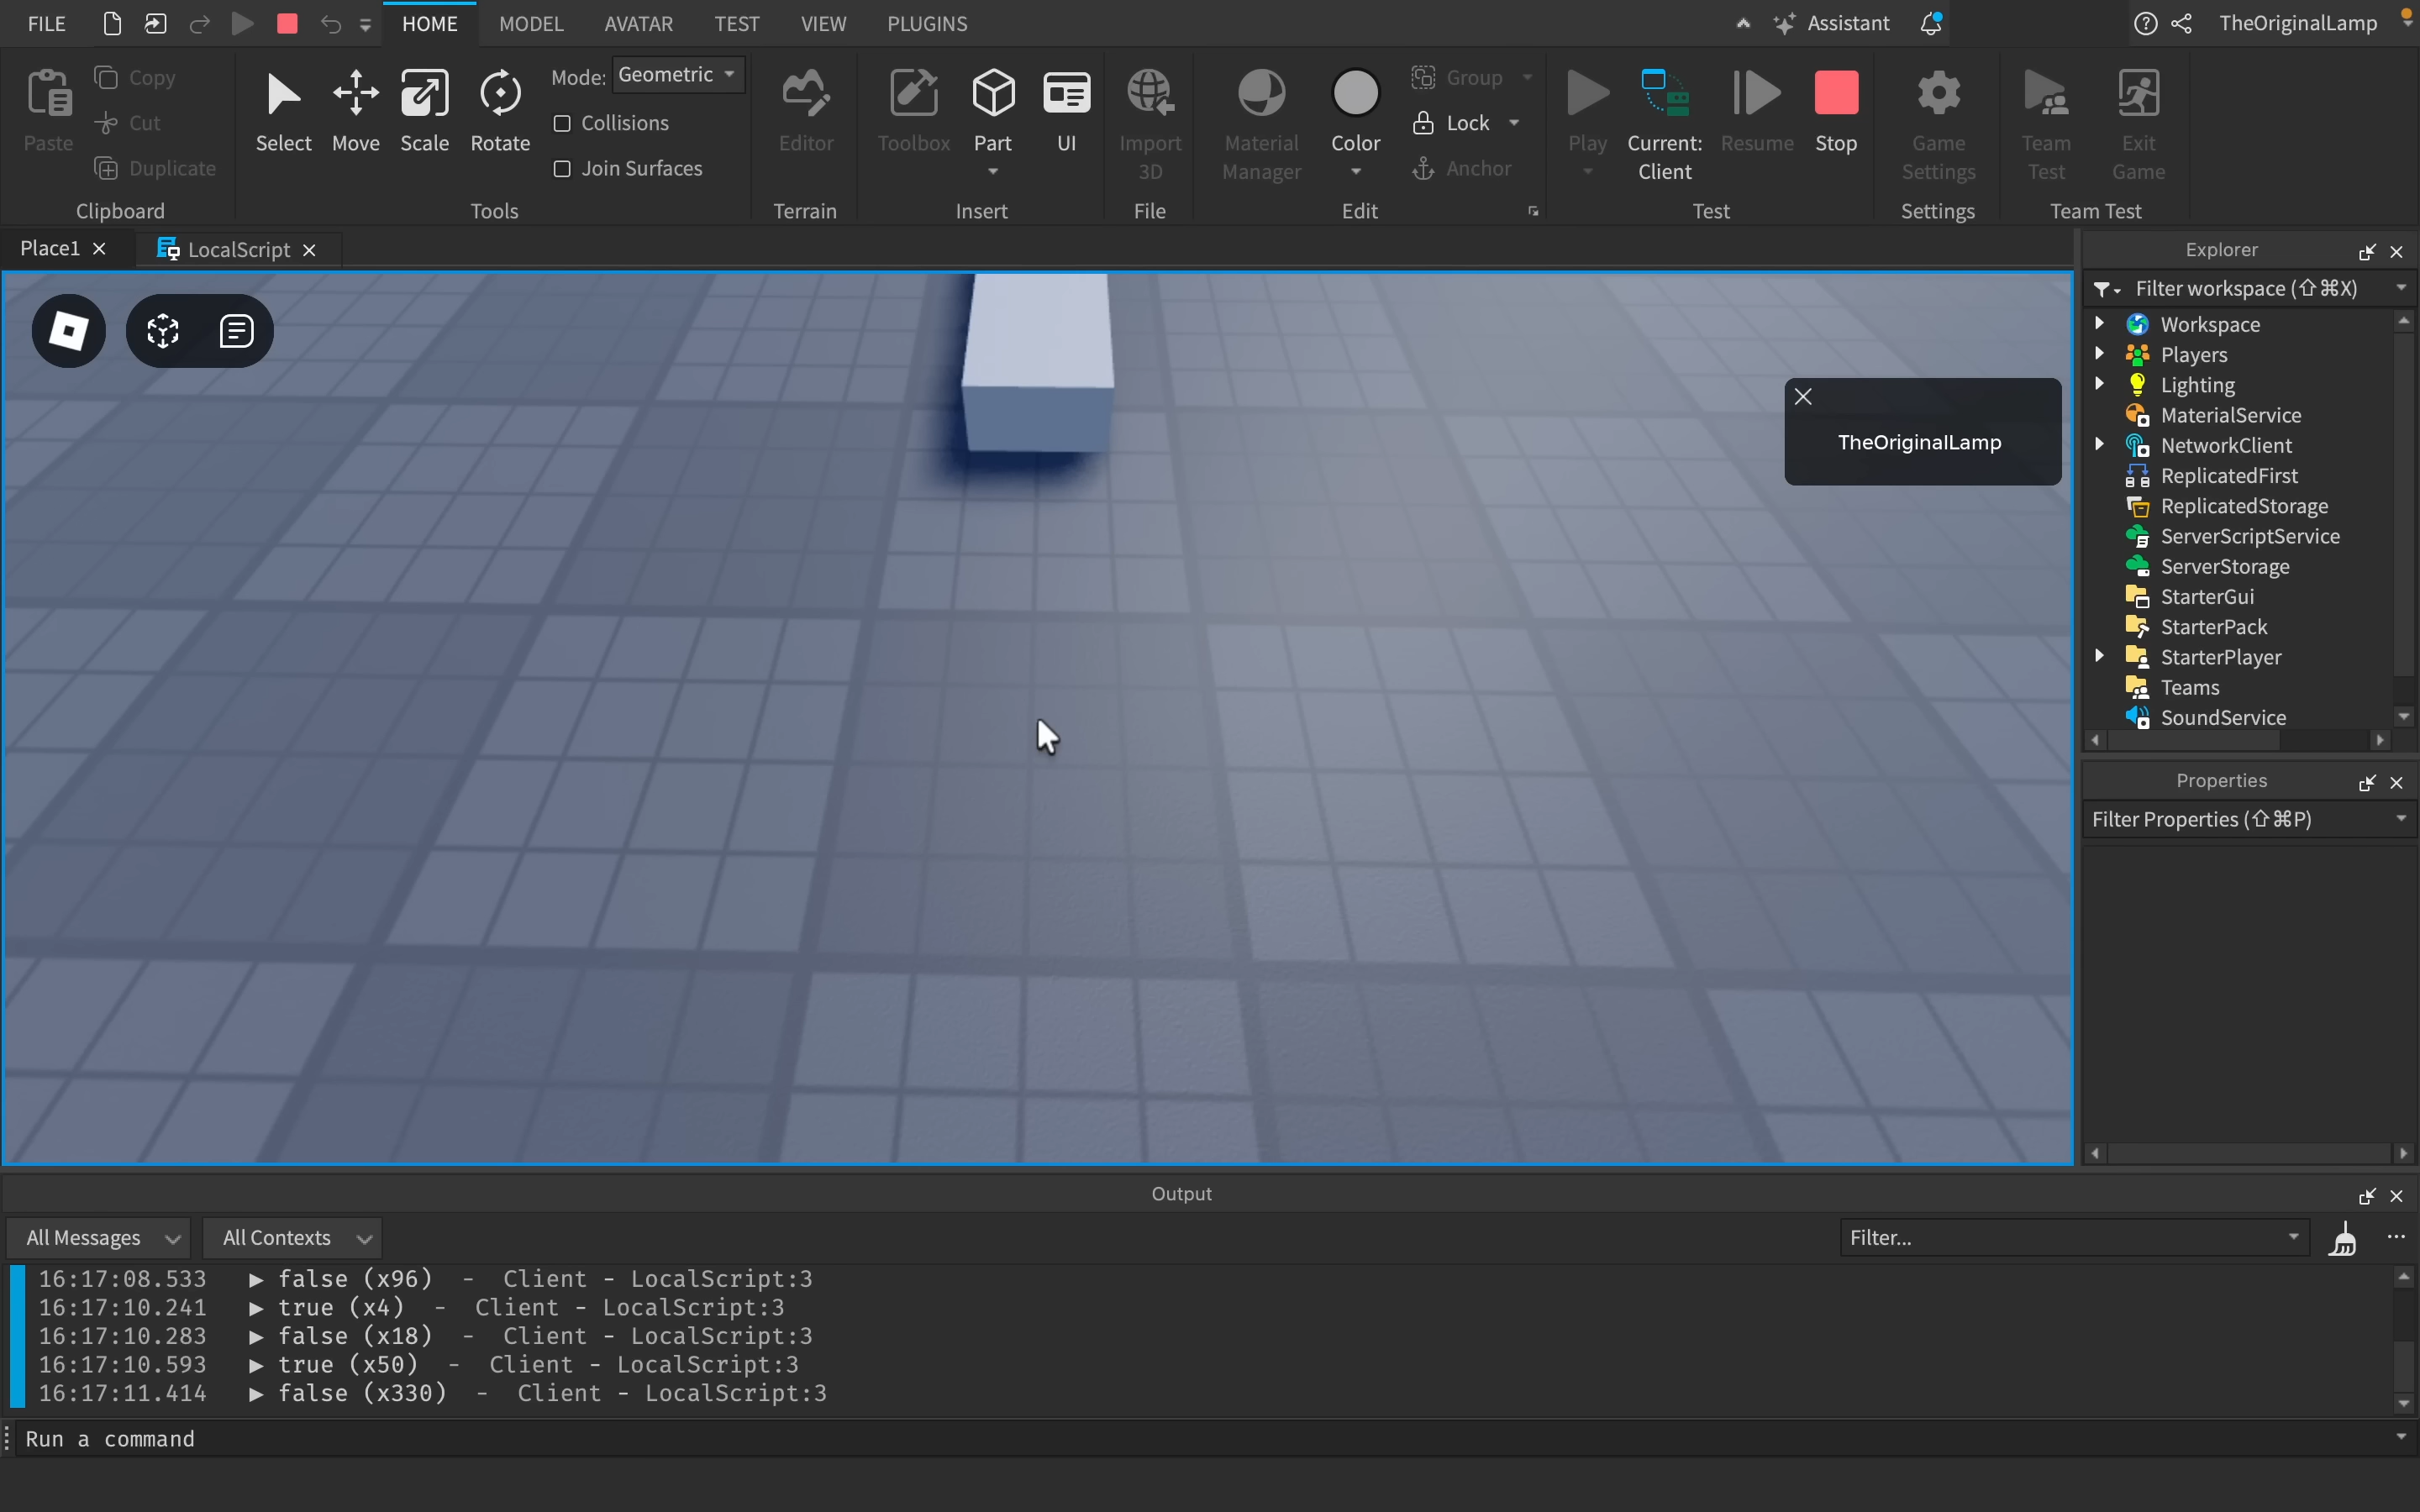 FILE HOME MODEL AVATAR TEST VIEW PLUGINS Assistant TheOriginalLamp
Paste Copy Cut Duplicate
Clipboard
Select Move Scale Rotate
Mode: Geometric
Collisions
Join Surfaces
Tools
Editor
Terrain
Toolbox Part UI
Insert
Import
3D
File
Material
Manager
Color
Group
Lock
Anchor
Edit
Play
Current:
Client
Resume Stop
Test
Game
Settings
Settings
Team
Test
Exit
Game
Team Test
Place1 LocalScript
TheOriginalLamp
Explorer
Filter workspace (⇧⌘X)
Workspace
Players
Lighting
MaterialService
NetworkClient
ReplicatedFirst
ReplicatedStorage
ServerScriptService
ServerStorage
StarterGui
StarterPack
StarterPlayer
Teams
SoundService
Properties
Filter Properties (⇧⌘P)
Output
All Messages All Contexts Filter...
16:17:08.533 ▶ false (x96) - Client - LocalScript:3
16:17:10.241 ▶ true (x4) - Client - LocalScript:3
16:17:10.283 ▶ false (x18) - Client - LocalScript:3
16:17:10.593 ▶ true (x50) - Client - LocalScript:3
16:17:11.414 ▶ false (x330) - Client - LocalScript:3
Run a command